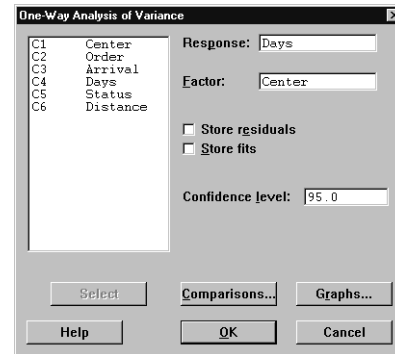 One-Way Analysis of Variance
C1 Center
C2 Order
C3 Arrival
C4 Days
C5 Status
C6 Distance
Response: Days
Factor: Center
Store residuals
Store fits
Confidence level: 95.0
Select
Comparisons...
Graphs...
Help
OK
Cancel